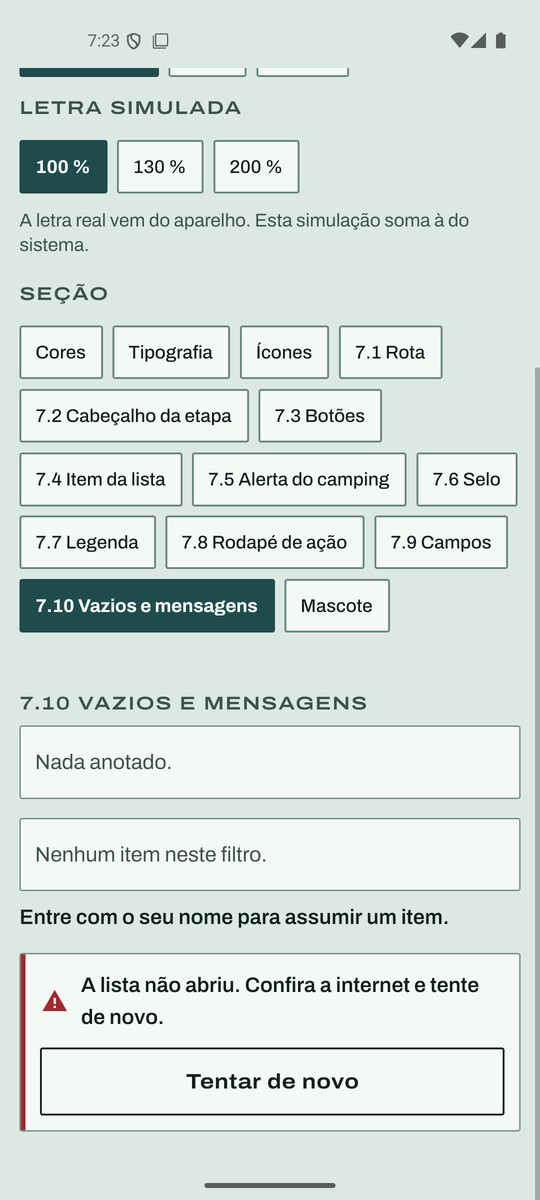 7:23
LETRA SIMULADA
100 %
130 %
200 %
A letra real vem do aparelho. Esta simulação soma à do
sistema.
SEÇÃO
Cores
Tipografia
Ícones
7.1 Rota
7.2 Cabeçalho da etapa
7.3 Botões
7.4 Item da lista
7.5 Alerta do camping
7.6 Selo
7.7 Legenda
7.8 Rodapé de ação
7.9 Campos
7.10 Vazios e mensagens
Mascote
7.10 VAZIOS E MENSAGENS
Nada anotado.
Nenhum item neste filtro.
Entre com o seu nome para assumir um item.
A lista não abriu. Confira a internet e tente
de novo.
Tentar de novo